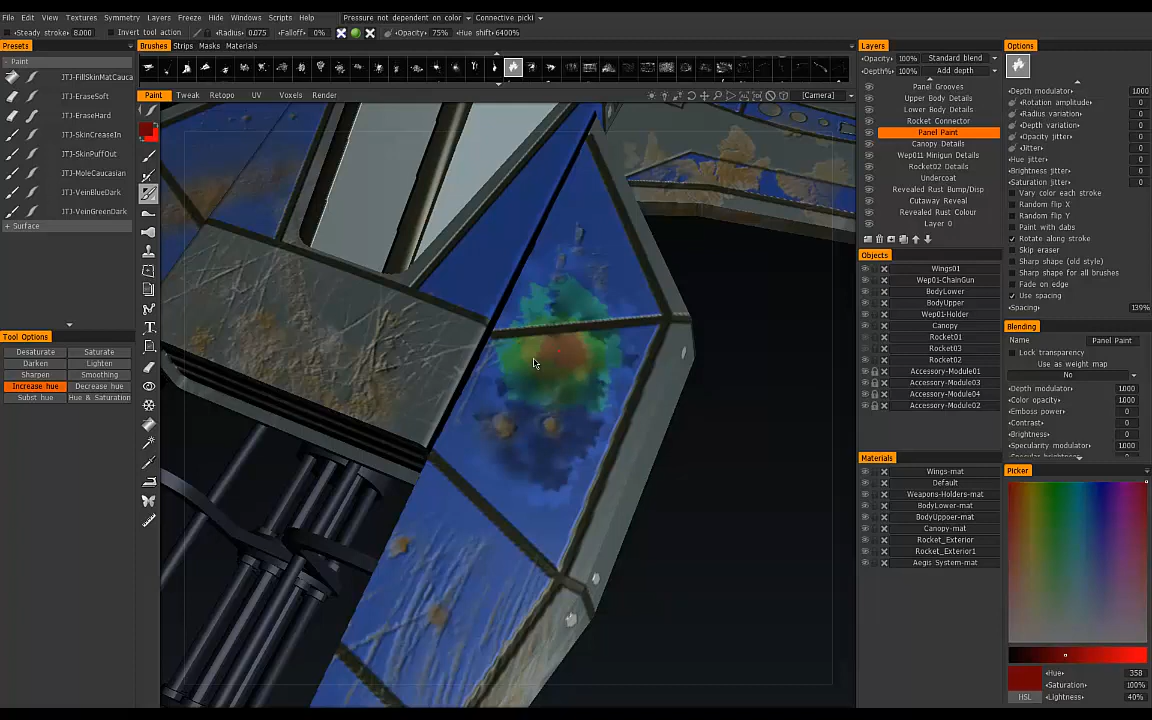 File Edit View Textures Symmetry Layers Freeze Hide Windows Scripts Help Pressure not dependent on color Connective picki
Steady stroke: 8.000 Invert tool action Radius: 0.075 Falloff: 0% Opacity: 75% Hue shift: 6400%
Presets Brushes Strips Masks Materials Layers Options
Paint
JTJ-FillSkinMatCauca
JTJ-EraseSoft
JTJ-EraseHard
JTJ-SkinCreaseIn
JTJ-SkinPuffOut
JTJ-MoleCaucasian
JTJ-VeinBlueDark
JTJ-VeinGreenDark
+ Surface
Tool Options
Desaturate Saturate
Darken Lighten
Sharpen Smoothing
Increase hue Decrease hue
Subst hue Hue & Saturation
Paint Tweak Retopo UV Voxels Render [Camera]
Opacity: 100% Standard blend
Depth: 100% Add depth
Panel Grooves
Upper Body Details
Lower Body Details
Rocket Connector
Panel Paint
Canopy Details
Wep011 Minigun Details
Rocket02 Details
Undercoat
Revealed Rust Bump/Disp
Cutaway Reveal
Revealed Rust Colour
Layer 0
Objects
Wings01
Wep01-ChainGun
BodyLower
BodyUpper
Wep01-Holder
Canopy
Rocket01
Rocket03
Rocket02
Accessory-Module01
Accessory-Module03
Accessory-Module04
Accessory-Module02
Materials
Wings-mat
Default
Weapons-Holders-mat
BodyLower-mat
BodyUppoer-mat
Canopy-mat
Rocket_Exterior
Rocket_Exterior1
Aegis System-mat
Depth modulator: 1.000
Rotation amplitude: 0
Radius variation: 0
Depth variation: 0
Opacity jitter: 0
Jitter: 0
Hue jitter: 0
Brightness jitter: 0
Saturation jitter: 0
Vary color each stroke
Random flip X
Random flip Y
Paint with dabs
Rotate along stroke
Skip eraser
Sharp shape (old style)
Sharp shape for all brushes
Fade on edge
Use spacing
Spacing: 139%
Blending
Name Panel Paint
Lock transparency
Use as weight map
No
Depth modulator: 1.000
Color opacity: 1.000
Emboss power: 0
Contrast: 0
Brightness: 0
Specularity modulator: 1.000
Picker
Hue: 358
Saturation: 100%
HSL Lightness: 40%